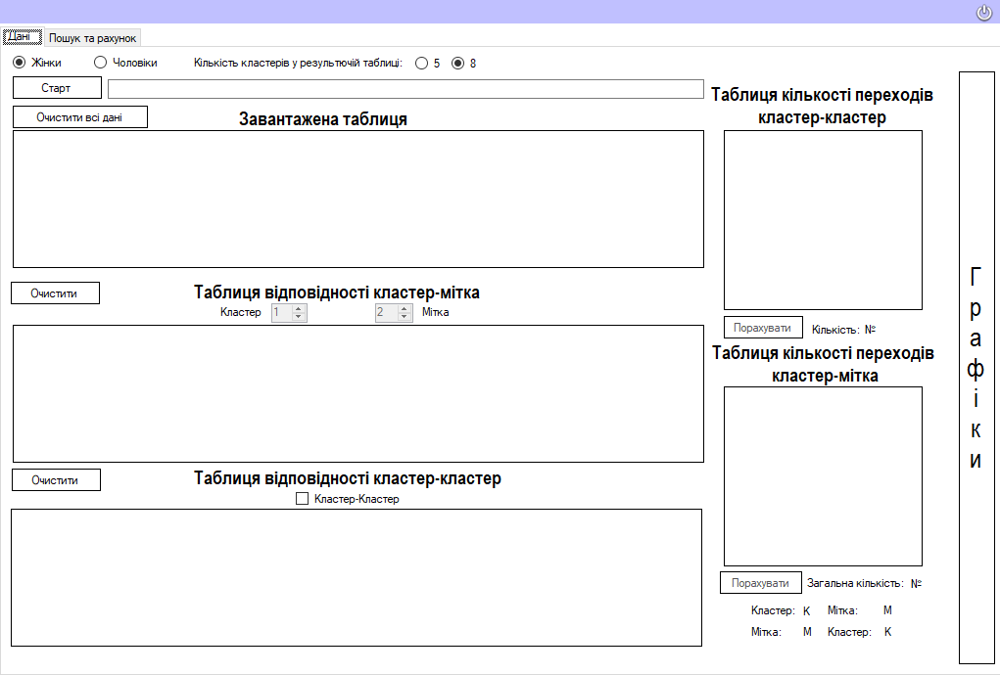 Дані Пошук та рахунок
Жінки Чоловіки Кількість кластерів у результючій таблиці: 5 8
Старт
Очистити всі дані
Завантажена таблиця
Очистити
Таблиця відповідності кластер-мітка
Кластер 1 2 Мітка
Очистити
Таблиця відповідності кластер-кластер
Кластер-Кластер
Таблиця кількості переходів
кластер-кластер
Порахувати Кількість: №
Таблиця кількості переходів
кластер-мітка
Порахувати Загальна кількість: №
Кластер: К Мітка: М
Мітка: М Кластер: К
Графіки